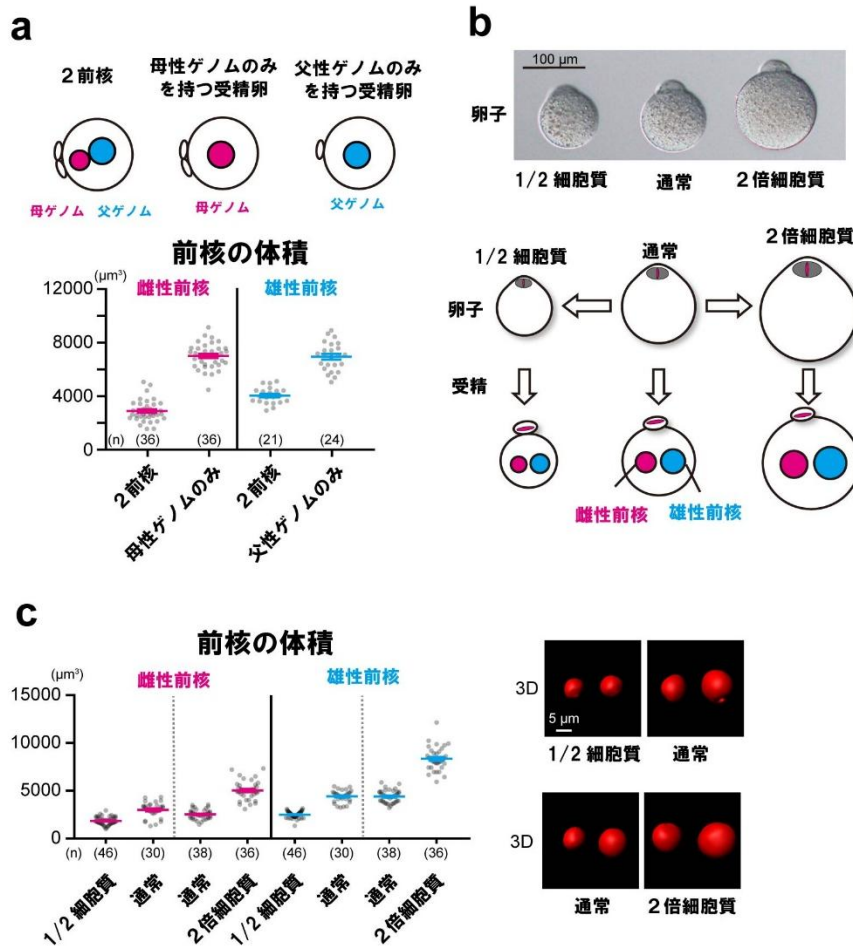 a
2前核
母性ゲノムのみ
を持つ受精卵
父性ゲノムのみ
を持つ受精卵
母ゲノム
父ゲノム
母ゲノム
父ゲノム
前核の体積
(μm³)
雌性前核
雄性前核
12000
8000
4000
0
(n)
(36)
(36)
(21)
(24)
2前核
母性ゲノムのみ
2前核
父性ゲノムのみ
b
100 μm
卵子
1/2 細胞質
通常
2倍細胞質
1/2 細胞質
通常
2倍細胞質
卵子
受精
雌性前核
雄性前核
c
前核の体積
(μm³)
雌性前核
雄性前核
15000
10000
5000
0
(n)
(46)
(30)
(38)
(36)
(46)
(30)
(38)
(36)
1/2 細胞質
通常
通常
2倍細胞質
1/2 細胞質
通常
通常
2倍細胞質
3D
5 μm
1/2 細胞質
通常
3D
通常
2倍細胞質